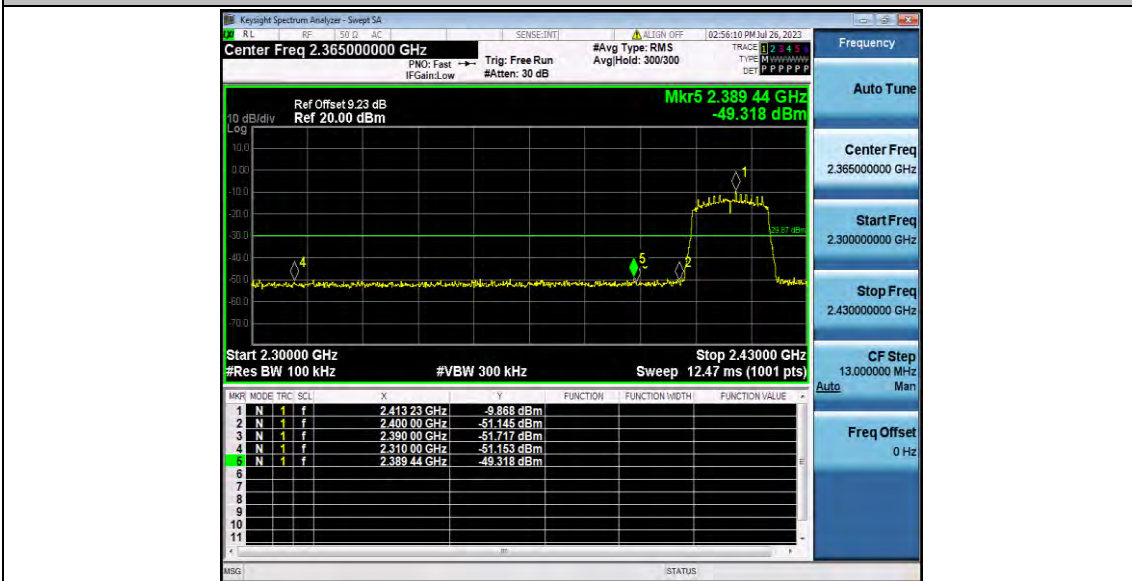 Keysight Spectrum Analyzer - Swept SA
RL RF 50 Ω AC SENSE:INT ALIGN OFF 02:56:10 PM Jul 26, 2023
Center Freq 2.365000000 GHz #Avg Type: RMS TRACE 1 2 3 4 5 6
PNO: Fast Trig: Free Run Avg|Hold: 300/300 TYPE M WWWWW
IFGain:Low #Atten: 30 dB DET P P P P P P
Mkr5 2.389 44 GHz
-49.318 dBm
Ref Offset 9.23 dB
10 dB/div Ref 20.00 dBm
Log
10.0
0.00
-10.0
-20.0
-30.0
-40.0
-50.0
-60.0
-70.0
1
-29.87 dBm
4
5
2
Start 2.30000 GHz Stop 2.43000 GHz
#Res BW 100 kHz #VBW 300 kHz Sweep 12.47 ms (1001 pts)
MKR MODE TRC SCL X Y FUNCTION FUNCTION WIDTH FUNCTION VALUE
1 N 1 f 2.413 23 GHz -9.868 dBm
2 N 1 f 2.400 00 GHz -51.145 dBm
3 N 1 f 2.390 00 GHz -51.717 dBm
4 N 1 f 2.310 00 GHz -51.153 dBm
5 N 1 f 2.389 44 GHz -49.318 dBm
6
7
8
9
10
11
MSG STATUS
Frequency
Auto Tune
Center Freq
2.365000000 GHz
Start Freq
2.300000000 GHz
Stop Freq
2.430000000 GHz
CF Step
13.000000 MHz
Auto Man
Freq Offset
0 Hz